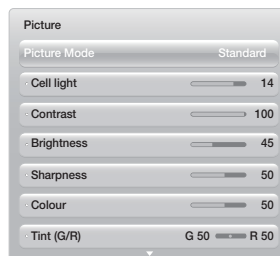 Picture
Picture Mode Standard
· Cell light 14
· Contrast 100
· Brightness 45
· Sharpness 50
· Colour 50
· Tint (G/R) G 50 R 50